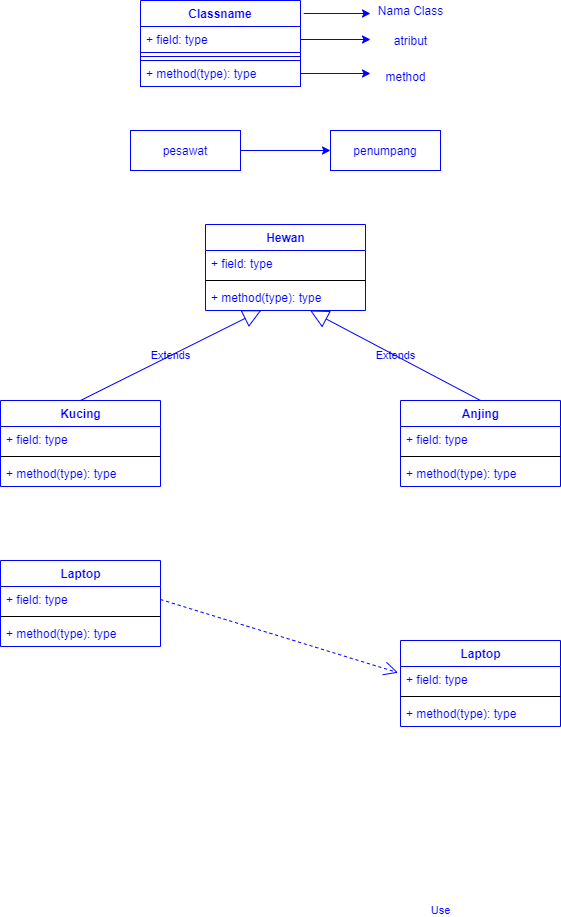 Classname
Nama Class
+ field: type
atribut
+ method(type): type
method
pesawat
penumpang
Hewan
+ field: type
+ method(type): type
Extends
Extends
Kucing
+ field: type
+ method(type): type
Anjing
+ field: type
+ method(type): type
Laptop
+ field: type
+ method(type): type
Laptop
+ field: type
+ method(type): type
Use